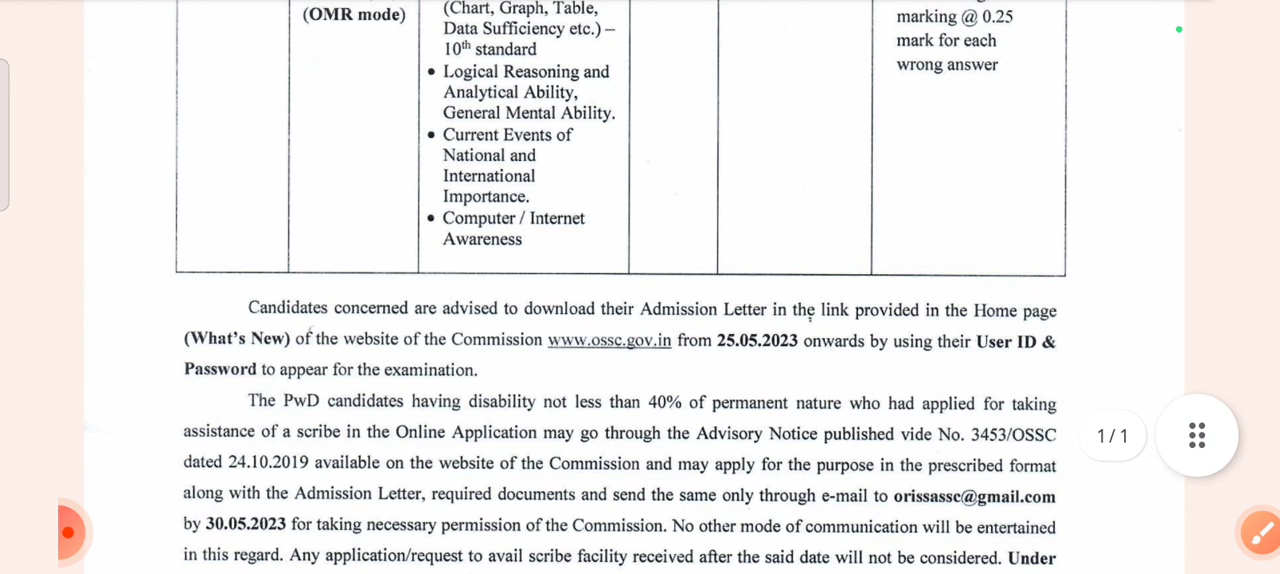 (OMR mode)
(Chart, Graph, Table,
Data Sufficiency etc.) –
10th standard
• Logical Reasoning and
Analytical Ability,
General Mental Ability.
• Current Events of
National and
International
Importance.
• Computer / Internet
Awareness
marking @ 0.25
mark for each
wrong answer
Candidates concerned are advised to download their Admission Letter in the link provided in the Home page
(What's New) of the website of the Commission www.ossc.gov.in from 25.05.2023 onwards by using their User ID &
Password to appear for the examination.
The PwD candidates having disability not less than 40% of permanent nature who had applied for taking
assistance of a scribe in the Online Application may go through the Advisory Notice published vide No. 3453/OSSC
dated 24.10.2019 available on the website of the Commission and may apply for the purpose in the prescribed format
along with the Admission Letter, required documents and send the same only through e-mail to orissassc@gmail.com
by 30.05.2023 for taking necessary permission of the Commission. No other mode of communication will be entertained
in this regard. Any application/request to avail scribe facility received after the said date will not be considered. Under
1/1